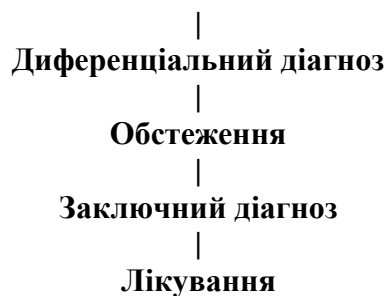 |
Диференціальний діагноз
|
Обстеження
|
Заключний діагноз
|
Лікування